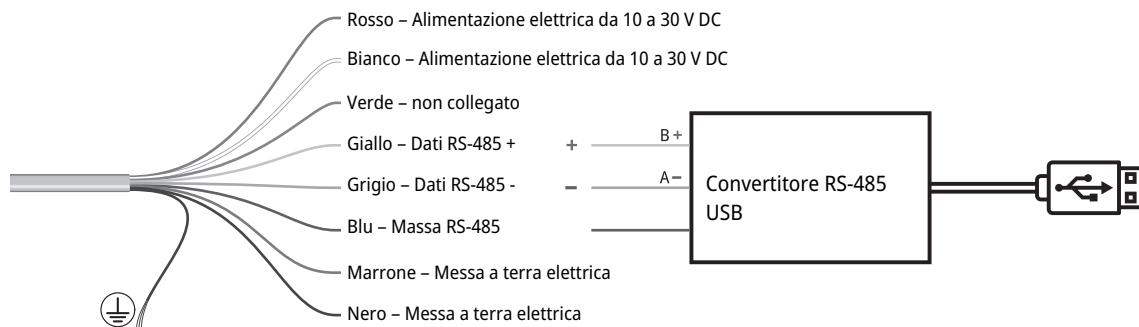 Rosso – Alimentazione elettrica da 10 a 30 V DC
Bianco – Alimentazione elettrica da 10 a 30 V DC
Verde – non collegato
Giallo – Dati RS-485 + + B +
Grigio – Dati RS-485 - – A –
Convertitore RS-485
USB
Blu – Massa RS-485
Marrone – Messa a terra elettrica
Nero – Messa a terra elettrica